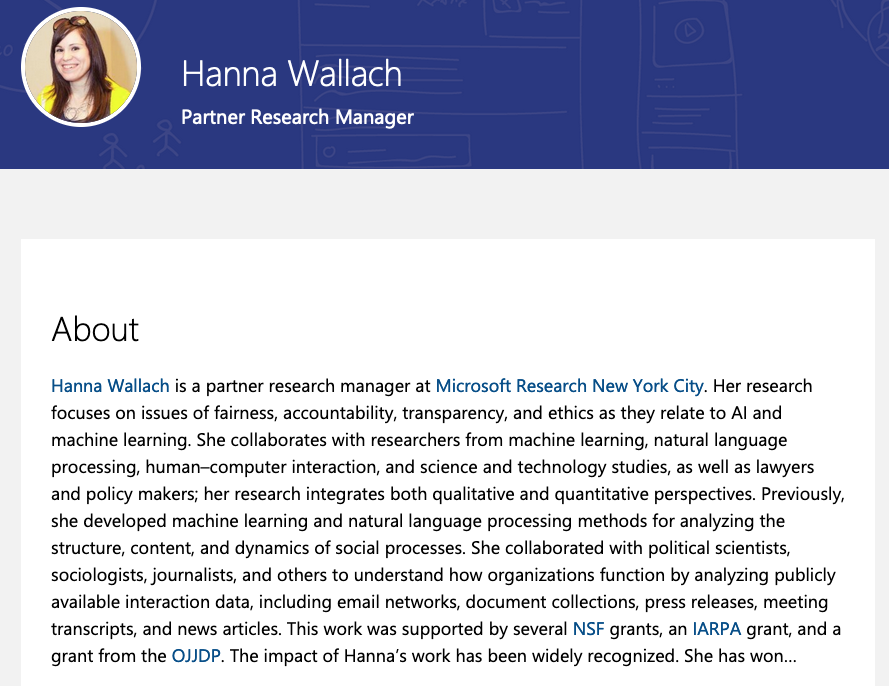 Hanna Wallach
Partner Research Manager
About
Hanna Wallach is a partner research manager at Microsoft Research New York City. Her research
focuses on issues of fairness, accountability, transparency, and ethics as they relate to AI and
machine learning. She collaborates with researchers from machine learning, natural language
processing, human–computer interaction, and science and technology studies, as well as lawyers
and policy makers; her research integrates both qualitative and quantitative perspectives. Previously,
she developed machine learning and natural language processing methods for analyzing the
structure, content, and dynamics of social processes. She collaborated with political scientists,
sociologists, journalists, and others to understand how organizations function by analyzing publicly
available interaction data, including email networks, document collections, press releases, meeting
transcripts, and news articles. This work was supported by several NSF grants, an IARPA grant, and a
grant from the OJJDP. The impact of Hanna’s work has been widely recognized. She has won...